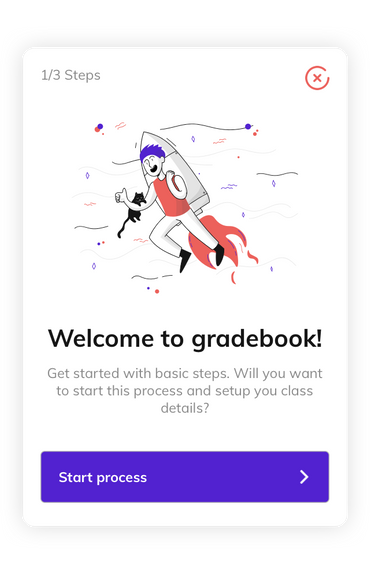 1/3 Steps
Welcome to gradebook!
Get started with basic steps. Will you want
to start this process and setup you class
details?
Start process